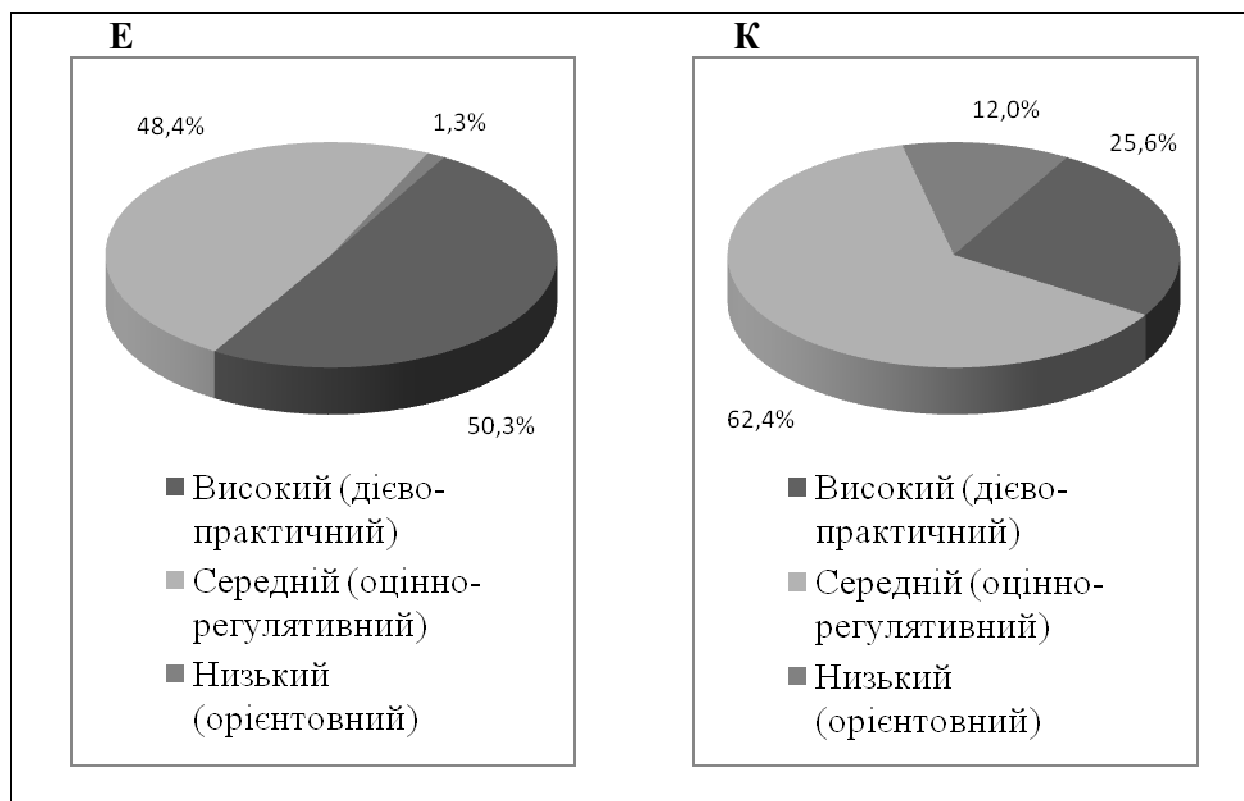 Е
48,4%
1,3%
50,3%
Високий (дієво-
практичний)
Середній (оцінно-
регулятивний)
Низький
(орієнтовний)
К
12,0%
25,6%
62,4%
Високий (дієво-
практичний)
Середній (оцінно-
регулятивний)
Низький
(орієнтовний)